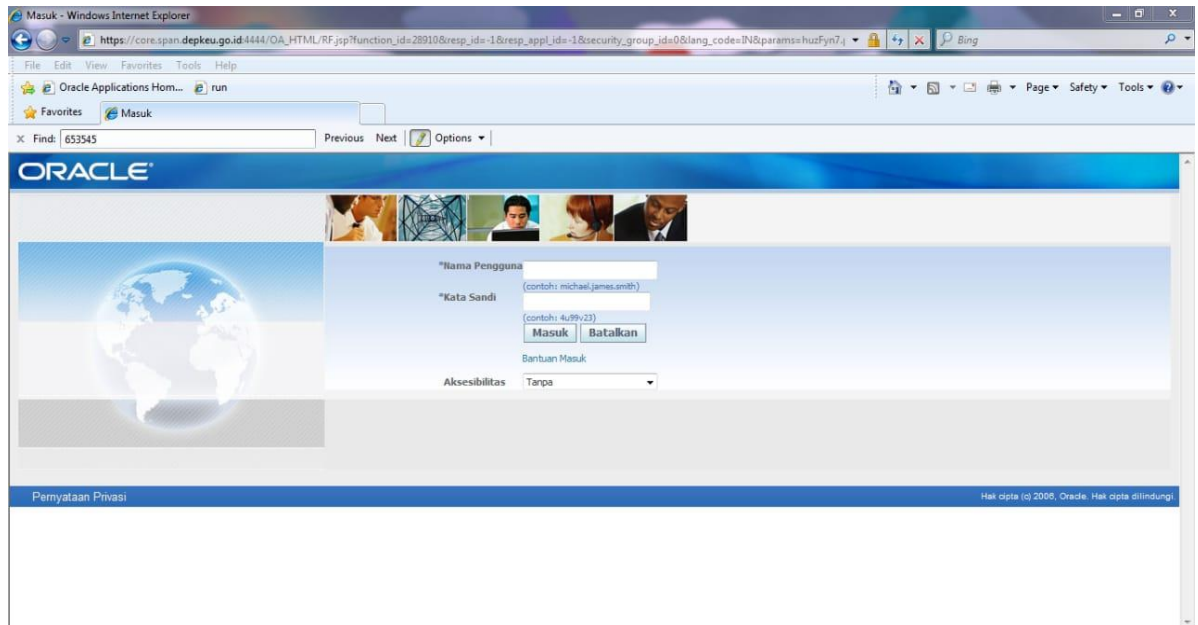 Masuk - Windows Internet Explorer
https://core.span.depkeu.go.id:4444/OA_HTML/RF.jsp?function_id=28910&resp_id=-1&resp_appl_id=-1&security_group_id=0&lang_code=IN&params=huzFyn7. Bing
File Edit View Favorites Tools Help
Oracle Applications Hom... run Page Safety Tools
Favorites Masuk
x Find: 653545 Previous Next Options
ORACLE
*Nama Pengguna
(contoh: michael.james.smith)
*Kata Sandi
(contoh: 4u99v23)
Masuk Batalkan
Bantuan Masuk
Aksesibilitas Tanpa
Pernyataan Privasi Hak cipta (c) 2006, Oracle. Hak cipta dilindungi.